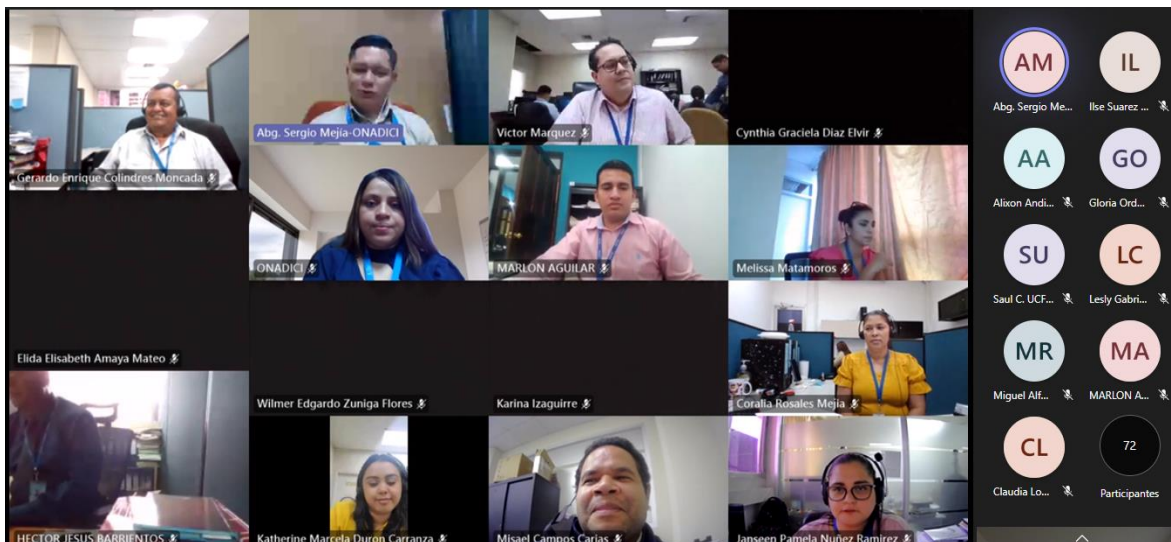 Gerardo Enrique Colindres Moncada
Abg. Sergio Mejía-ONADICI
Victor Marquez
Cynthia Graciela Diaz Elvir
Elida Elisabeth Amaya Mateo
ONADICI
MARLON AGUILAR
Melissa Matamoros
Wilmer Edgardo Zuniga Flores
Karina Izaguirre
Coralia Rosales Mejia
HECTOR JESUS BARRIENTOS
Katherine Marcela Duron Carranza
Misael Campos Carias
Janseen Pamela Nuñez Ramirez
AM
IL
Abg. Sergio Me...
Ilse Suarez ...
AA
GO
Alixon Andi...
Gloria Ord...
SU
LC
Saul C. UCF...
Lesly Gabri...
MR
MA
Miguel Alf...
MARLON A...
CL
72
Claudia Lo...
Participantes